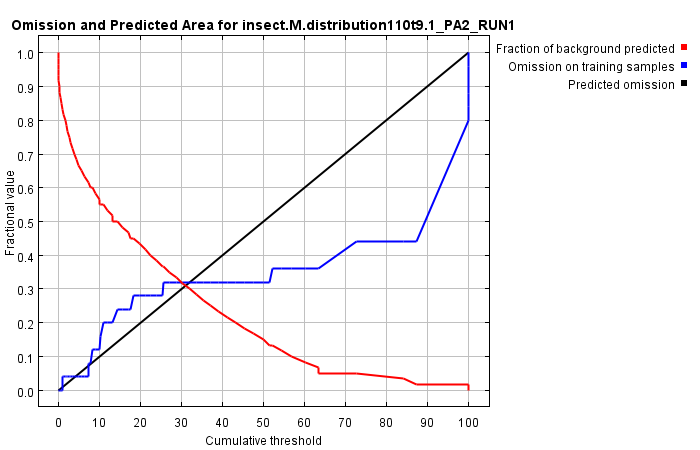 Omission and Predicted Area for insect.M.distribution110t9.1_PA2_RUN1
Fraction of background predicted
Omission on training samples
Predicted omission
Fractional value
1.0
0.9
0.8
0.7
0.6
0.5
0.4
0.3
0.2
0.1
0.0
0 10 20 30 40 50 60 70 80 90 100
Cumulative threshold